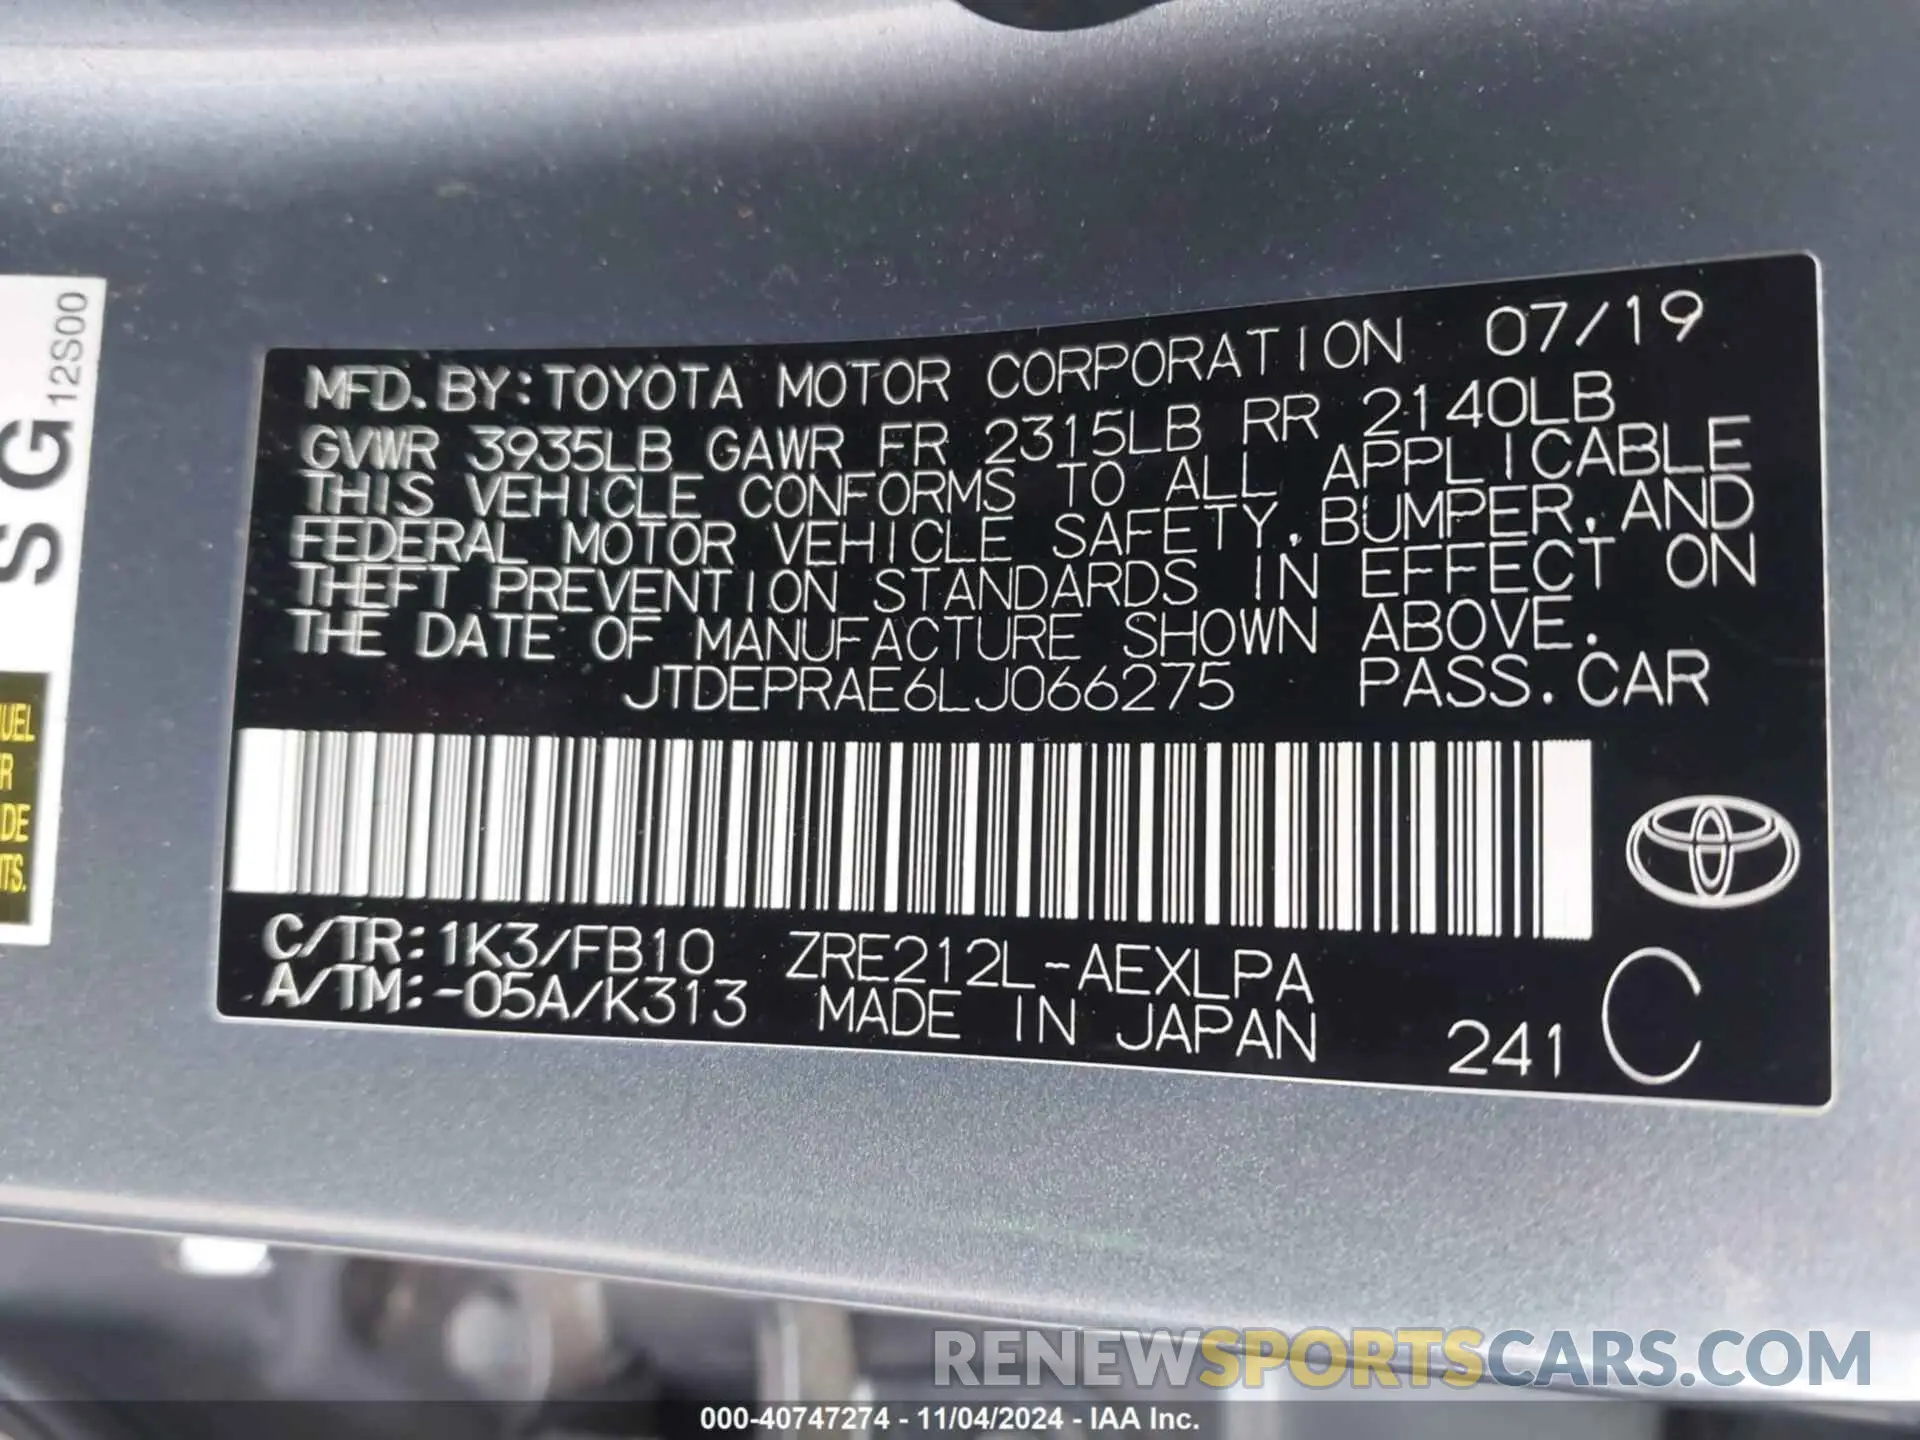 12S00
SG
UEL
R
DE
TS.
MFD. BY: TOYOTA MOTOR CORPORATION 07/19
GVWR 3935LB GAWR FR 2315LB RR 2140LB
THIS VEHICLE CONFORMS TO ALL APPLICABLE
FEDERAL MOTOR VEHICLE SAFETY, BUMPER, AND
THEFT PREVENTION STANDARDS IN EFFECT ON
THE DATE OF MANUFACTURE SHOWN ABOVE.
JTDEPRAE6LJ066275 PASS. CAR
C/TR: 1K3/FB10 ZRE212L-AEXLPA
A/TM: -05A/K313 MADE IN JAPAN 241 C
RENEWSPORTSCARS.COM
000-40747274 - 11/04/2024 - IAA Inc.